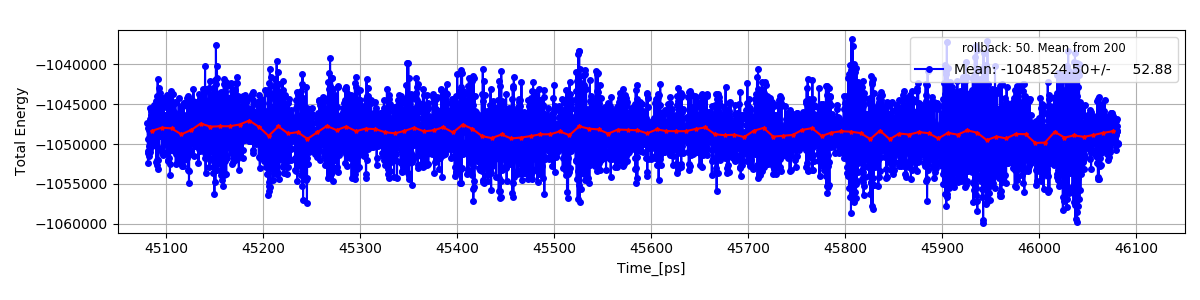 rollback: 50. Mean from 200
Mean: -1048524.50+/-     52.88
Total Energy
−1040000
−1045000
−1050000
−1055000
−1060000
45100 45200 45300 45400 45500 45600 45700 45800 45900 46000 46100
Time_[ps]